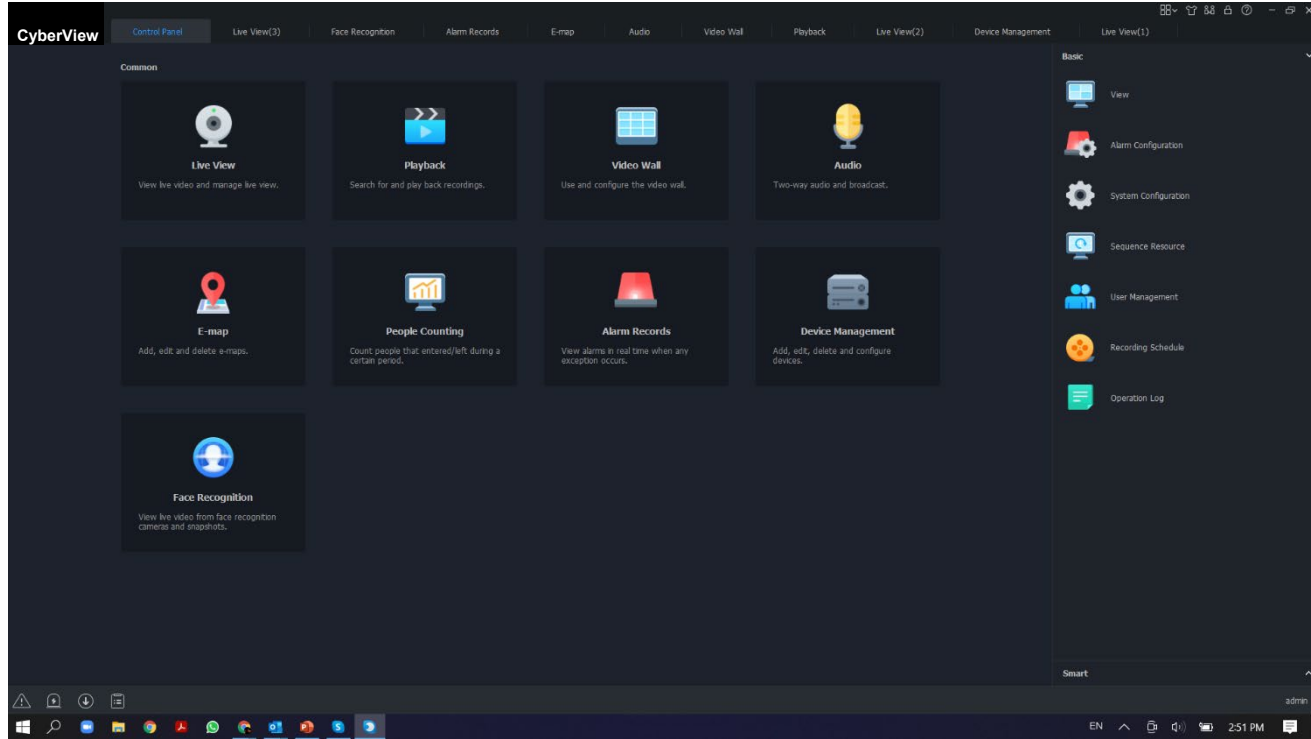 CyberView
Control Panel
Live View(3)
Face Recognition
Alarm Records
E-map
Audio
Video Wall
Playback
Live View(2)
Device Management
Live View(1)
Common
Live View
View live video and manage live view.
Playback
Search for and play back recordings.
Video Wall
Use and configure the video wall.
Audio
Two-way audio and broadcast.
E-map
Add, edit and delete e-maps.
People Counting
Count people that entered/left during a
certain period.
Alarm Records
View alarms in real time when any
exception occurs.
Device Management
Add, edit, delete and configure
devices.
Face Recognition
View live video from face recognition
cameras and snapshots.
Basic
View
Alarm Configuration
System Configuration
Sequence Resource
User Management
Recording Schedule
Operation Log
Smart
admin
EN
2:51 PM